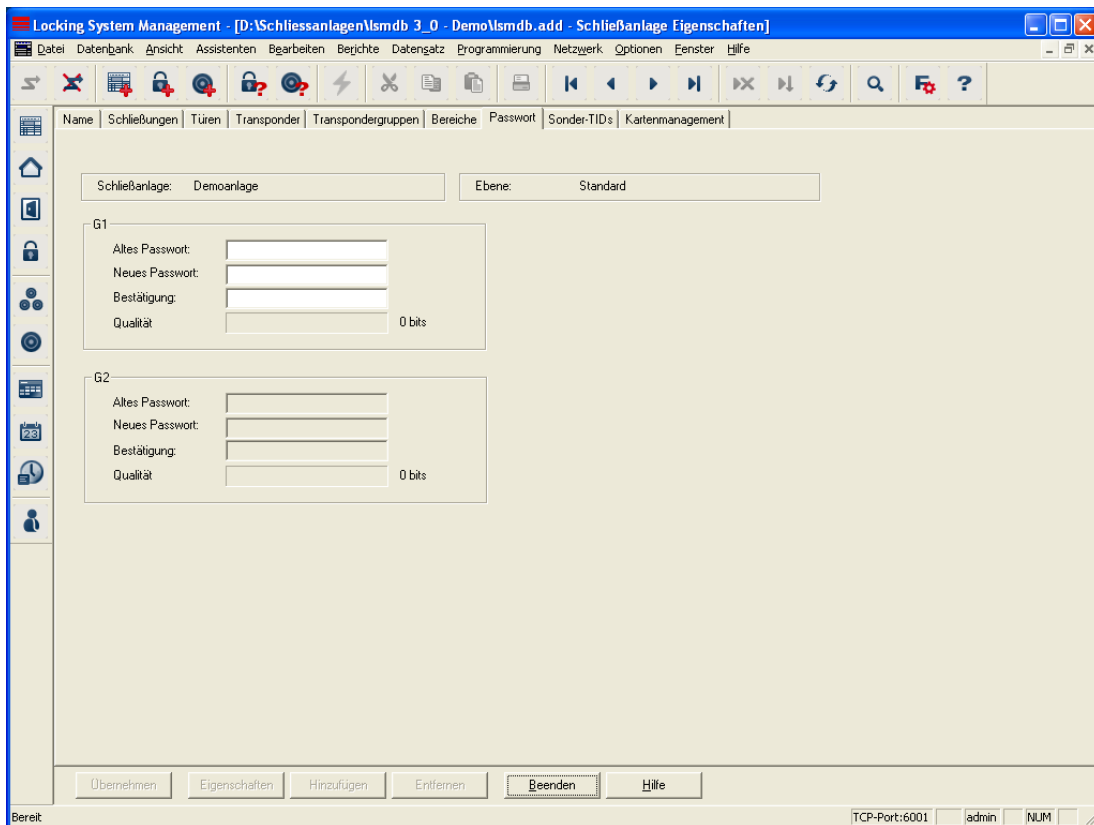 Locking System Management - [D:\Schliessanlagen\lsmdb 3_0 - Demo\lsmdb.add - Schließanlage Eigenschaften]
Datei Datenbank Ansicht Assistenten Bearbeiten Berichte Datensatz Programmierung Netzwerk Optionen Fenster Hilfe
Name Schließungen Türen Transponder Transpondergruppen Bereiche Passwort Sonder-TIDs Kartenmanagement
Schließanlage: Demoanlage Ebene: Standard
G1
Altes Passwort:
Neues Passwort:
Bestätigung:
Qualität 0 bits
G2
Altes Passwort:
Neues Passwort:
Bestätigung:
Qualität 0 bits
23
Übernehmen Eigenschaften Hinzufügen Entfernen Beenden Hilfe
Bereit TCP-Port:6001 admin NUM